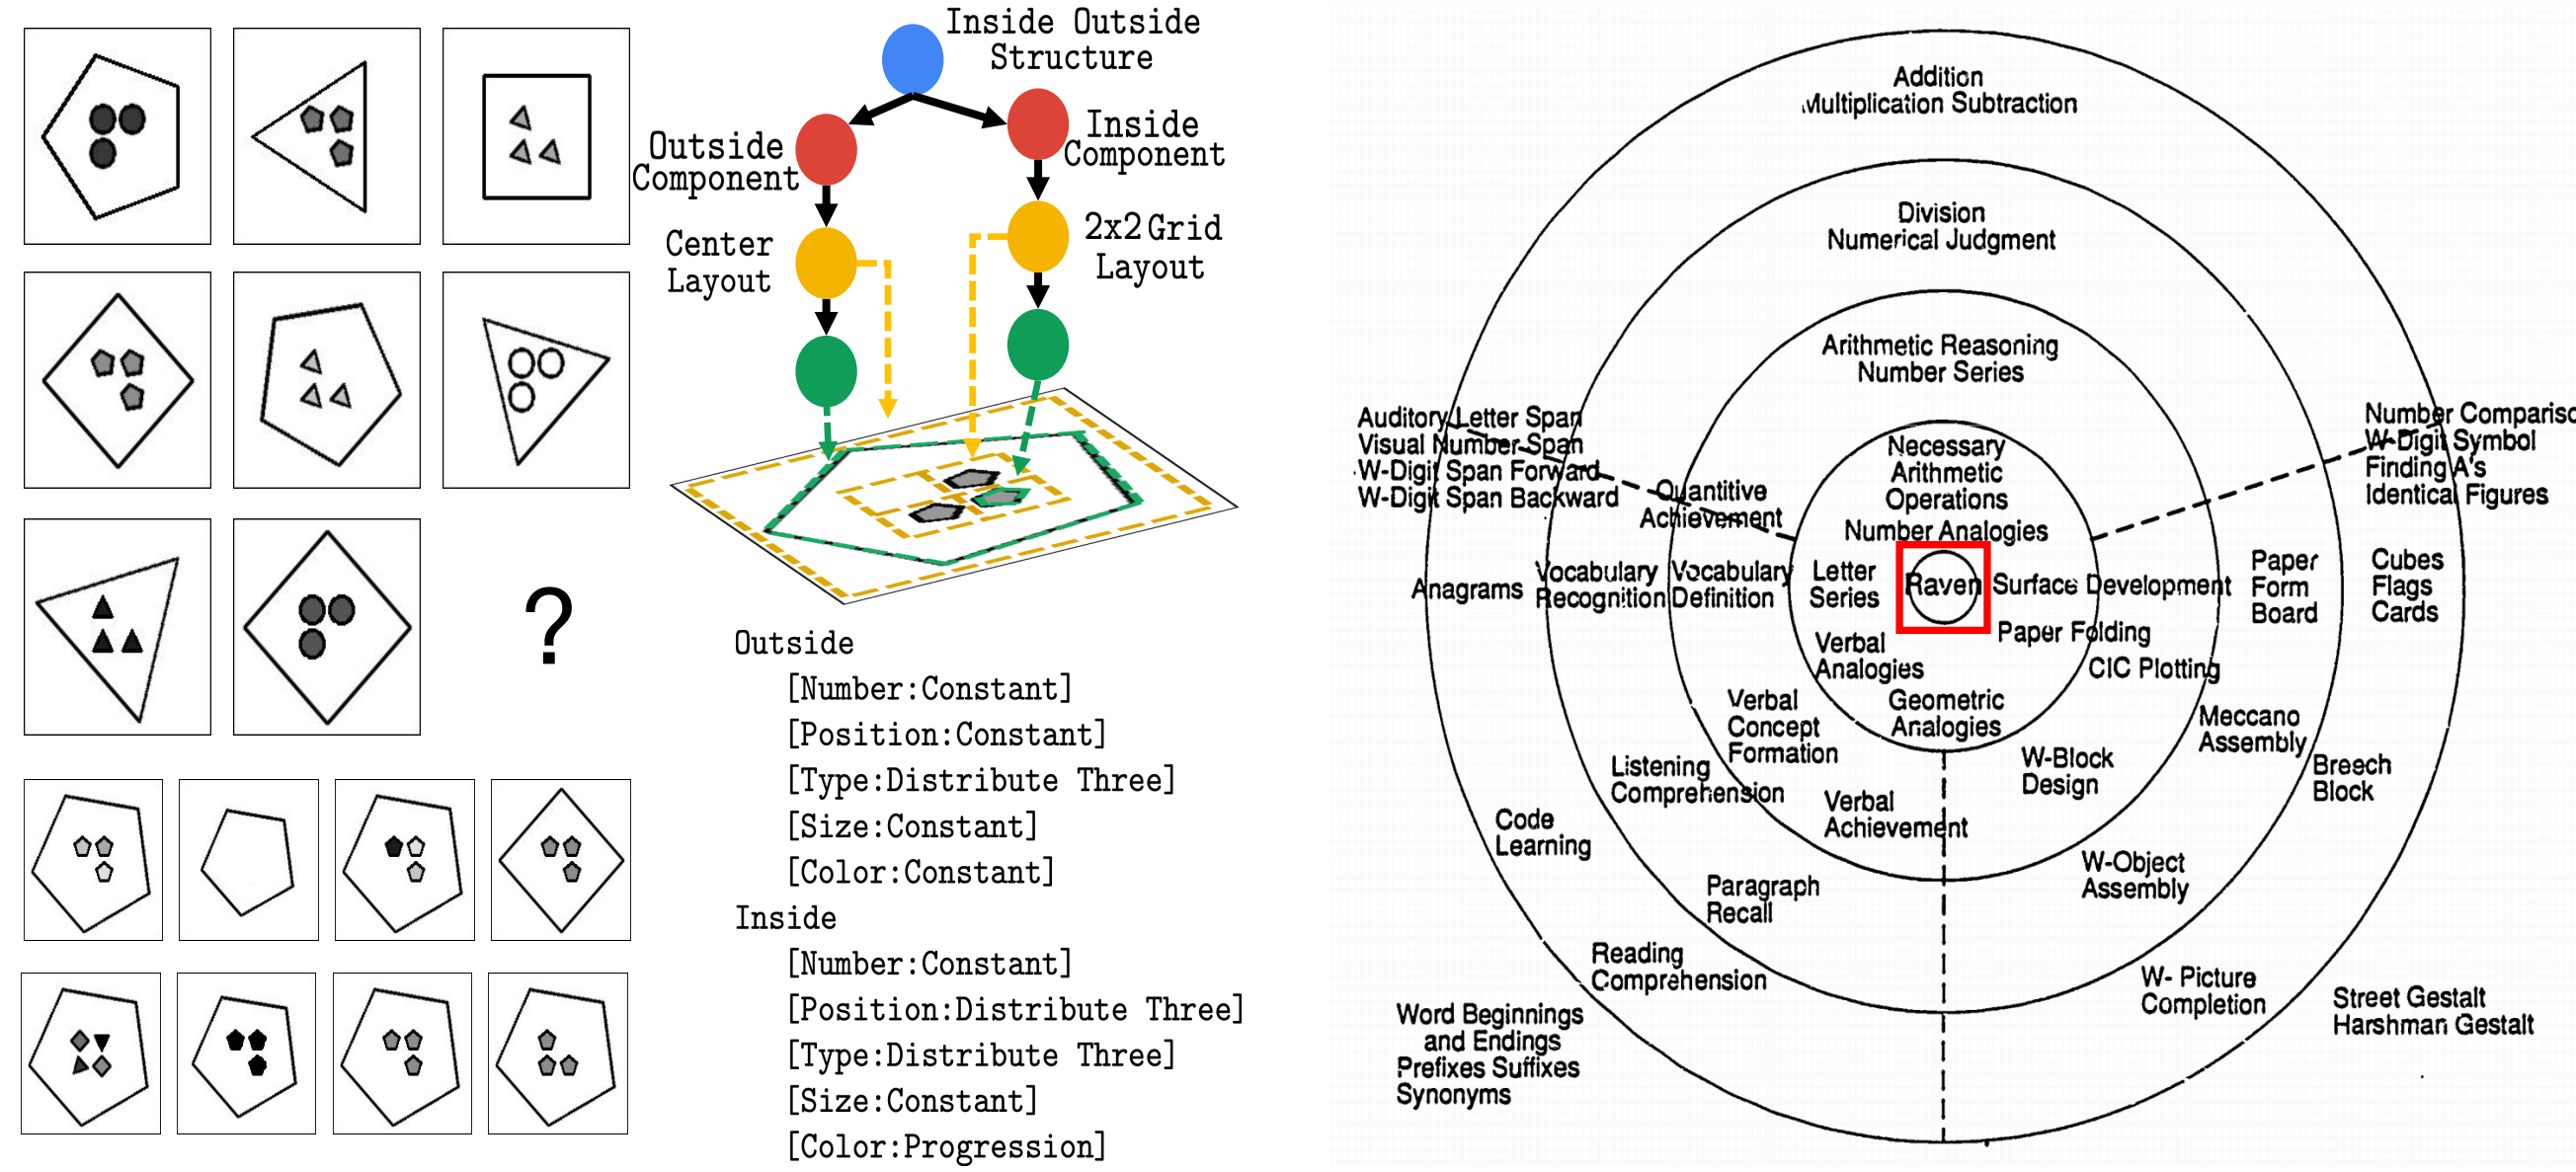 Inside Outside
Structure
Outside
Component
Inside
Component
Center
Layout
2x2 Grid
Layout
?
Outside
[Number:Constant]
[Position:Constant]
[Type:Distribute Three]
[Size:Constant]
[Color:Constant]
Inside
[Number:Constant]
[Position:Distribute Three]
[Type:Distribute Three]
[Size:Constant]
[Color:Progression]
Addition
Multiplication Subtraction
Division
Numerical Judgment
Arithmetic Reasoning
Number Series
Necessary
Arithmetic
Operations
Number Analogies
Auditory Letter Span
Visual Number Span
W-Digit Span Forward
W-Digit Span Backward
Quantitive
Achievement
Number Compariso
W-Digit Symbol
Finding A's
Identical Figures
Anagrams
Vocabulary
Recognition
Vocabulary
Definition
Letter
Series
Raven
Surface Development
Paper
Form
Board
Cubes
Flags
Cards
Verbal
Analogies
Paper Folding
CIC Plotting
Geometric
Analogies
Verbal
Concept
Formation
Listening
Comprehension
Verbal
Achievement
W-Block
Design
Meccano
Assembly
Breech
Block
Code
Learning
Paragraph
Recall
W-Object
Assembly
Reading
Comprehension
W- Picture
Completion
Word Beginnings
and Endings
Prefixes Suffixes
Synonyms
Street Gestalt
Harshman Gestalt